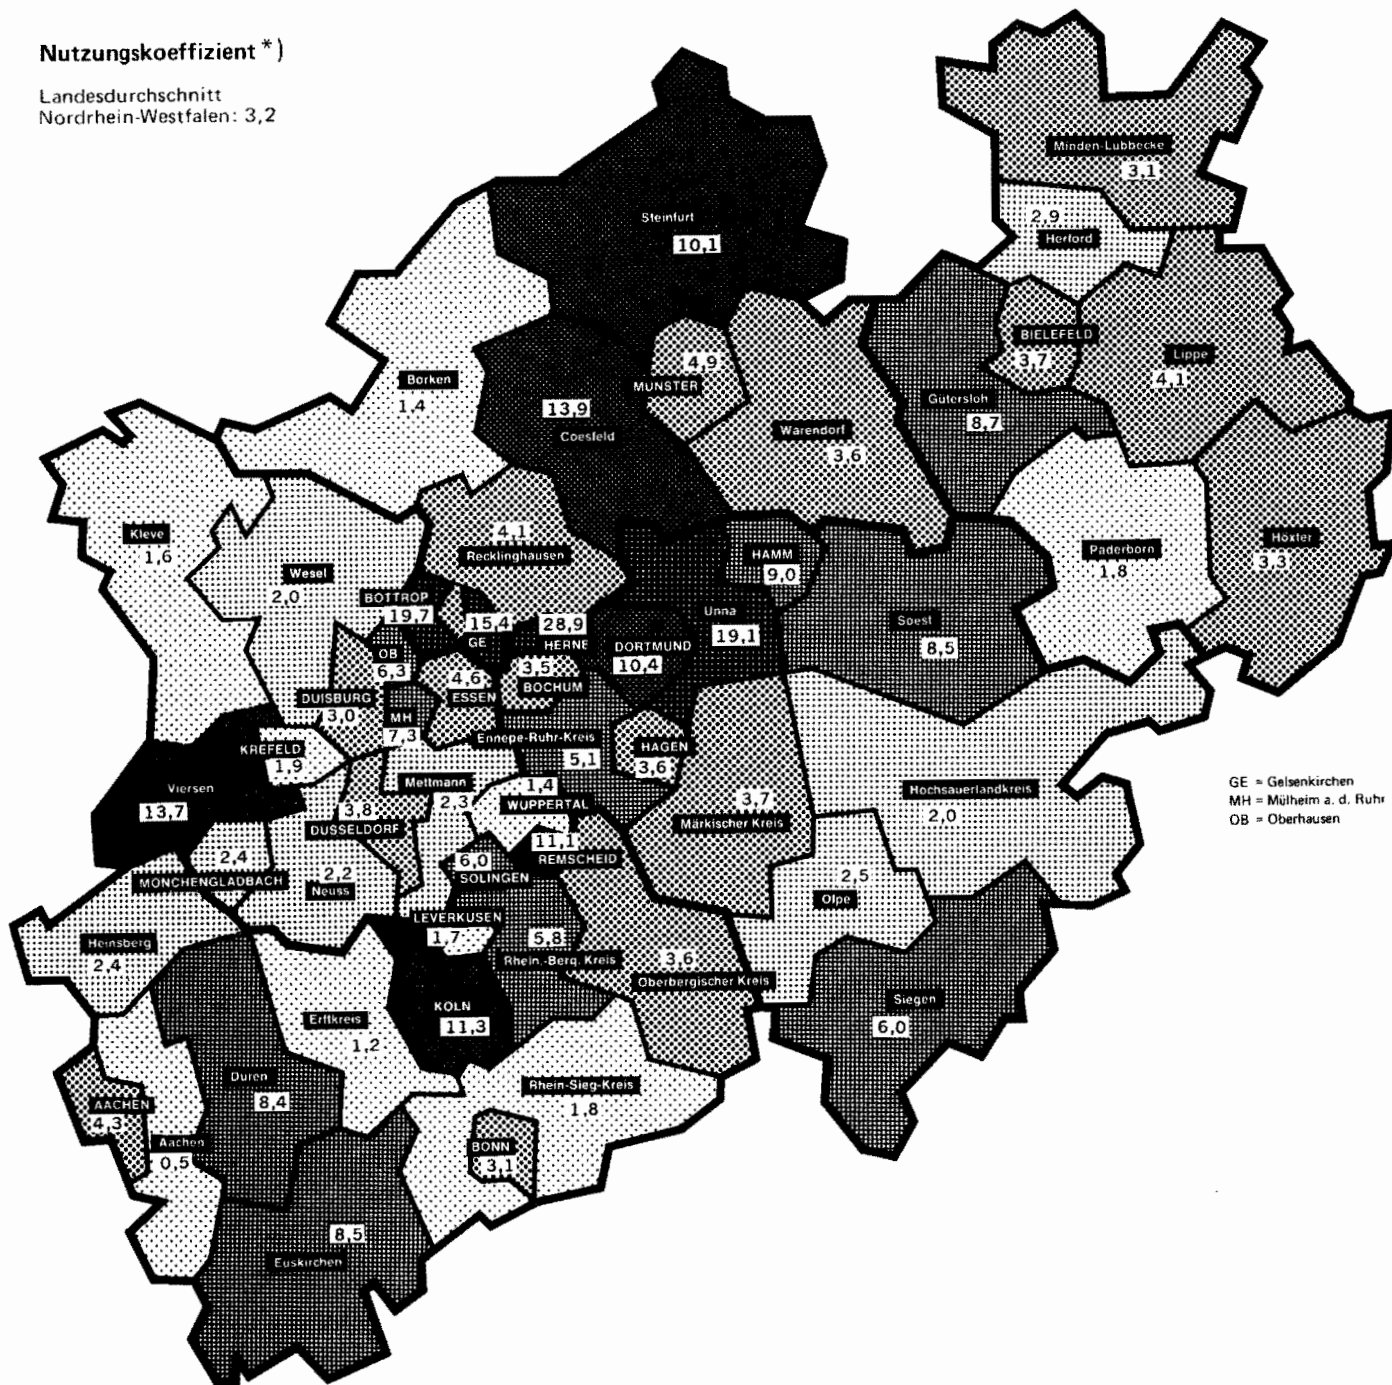 Nutzungskoeffizient *)
Landesdurchschnitt
Nordrhein-Westfalen: 3,2
Minden-Lubbecke
3,1
2,9
Herford
Steinfurt
10,1
BIELEFELD
3,7
Lippe
4,1
4,9
MUNSTER
Borken
1,4
13,9
Coesfeld
Gutersloh
8,7
Warendorf
3,6
Kleve
1,6
4,1
Recklinghausen
HAMM
9,0
Paderborn
1,8
Höxter
3,3
Wesel
2,0
BOTTROP
19,7
15,4
GE
28,9
HERNE
Unna
19,1
Soest
8,5
DORTMUND
10,4
OB
6,3
4,6
ESSEN
3,5
BOCHUM
DUISBURG
3,0
MH
7,3
Ennepe-Ruhr-Kreis
5,1
HAGEN
3,6
KREFELD
1,9
Viersen
13,7
Mettmann
2,3
1,4
WUPPERTAL
3,7
Märkischer Kreis
Hochsauerlandkreis
2,0
GE = Gelsenkirchen
MH = Mülheim a. d. Ruhr
OB = Oberhausen
3,8
DUSSELDORF
11,1
REMSCHEID
6,0
SOLINGEN
2,4
MONCHENGLADBACH
2,2
Neuss
2,5
Olpe
LEVERKUSEN
1,7
5,8
Rhein.-Berg. Kreis
Heinsberg
2,4
3,6
Oberbergischer Kreis
KOLN
11,3
Erftkreis
1,2
Siegen
6,0
Duren
8,4
Rhein-Sieg-Kreis
1,8
AACHEN
4,3
Aachen
0,5
BONN
3,1
8,5
Euskirchen